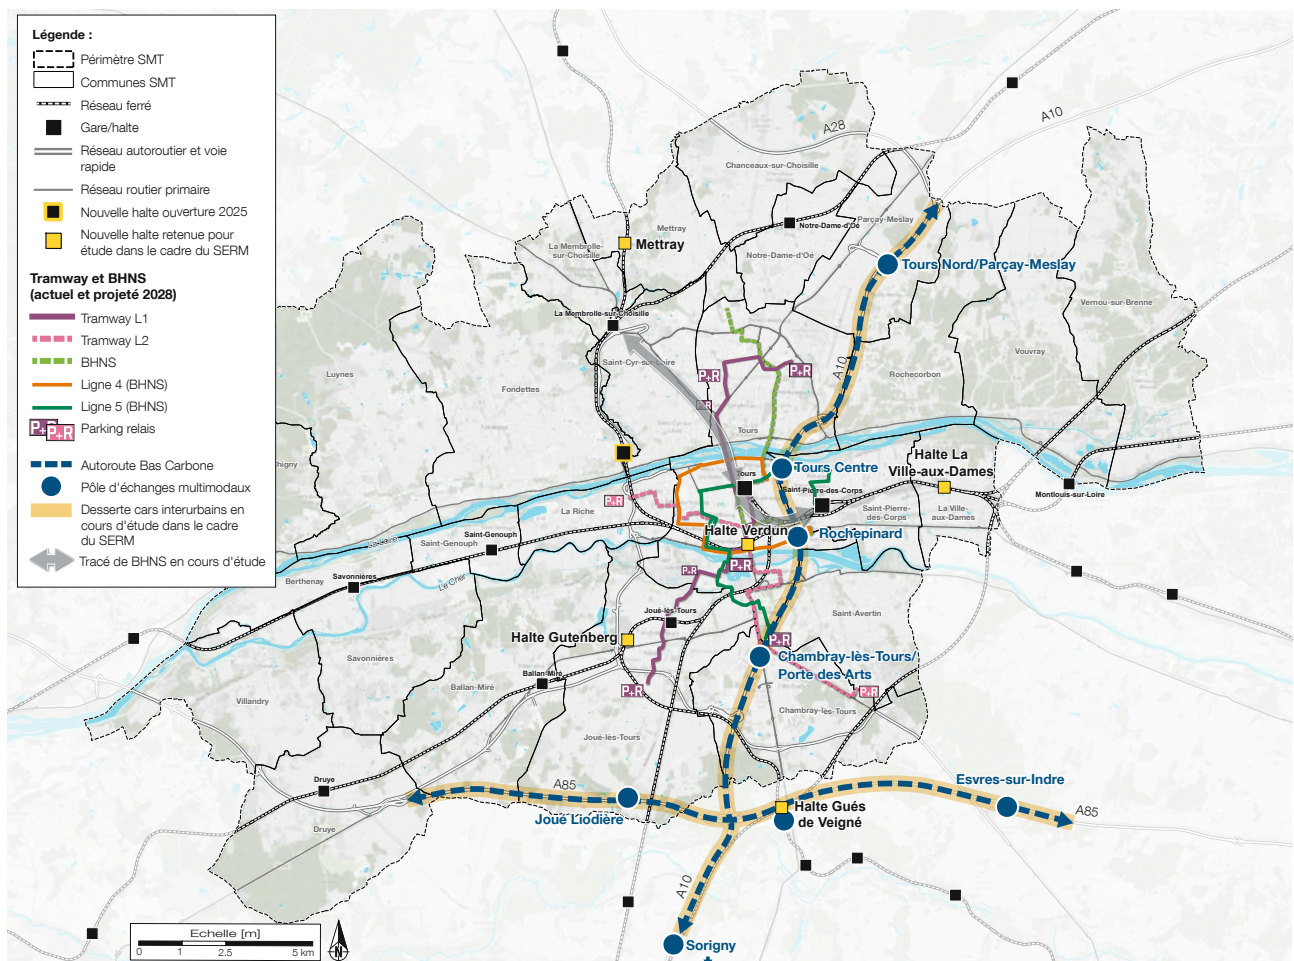 Légende :
Périmètre SMT
Communes SMT
Réseau ferré
Gare/halte
Réseau autoroutier et voie
rapide
Réseau routier primaire
Nouvelle halte ouverture 2025
Nouvelle halte retenue pour
étude dans le cadre du SERM
Tramway et BHNS
(actuel et projeté 2028)
Tramway L1
Tramway L2
BHNS
Ligne 4 (BHNS)
Ligne 5 (BHNS)
P+R
P+R
Parking relais
Autoroute Bas Carbone
Pôle d'échanges multimodaux
Desserte cars interurbains en
cours d'étude dans le cadre
du SERM
Tracé de BHNS en cours d'étude
A28
A10
Chanceaux-sur-Choisille
Parçay-Meslay
Notre-Dame-d'Oé
Mettray
Mettray
La Membrolle-
sur-Choisille
Notre-Dame-d'Oé
Tours Nord/Parçay-Meslay
Vernou-sur-Brenne
La Membrolle-sur-Choisille
Saint-Cyr-sur-Loire
Vouvray
A10
Luynes
P+R
P+R
Rochecorbon
Fondettes
P+R
Tours
Halte La
Ville-aux-Dames
Tours Centre
Tours
Saint-Pierre-des-Corps
Montlouis-sur-Loire
P+R
La Riche
Saint-Pierre-
des-Corps
La Ville-
aux-Dames
Halte Verdun
Rochepinard
Saint-Genouph
Saint-Genouph
La Loire
P+R
P+R
Berthenay
Savonnières
Le Cher
Joué-lès-Tours
Saint-Avertin
Halte Gutenberg
P+R
Savonnières
Chambray-lès-Tours/
Porte des Arts
Ballan-Miré
Ballan-Miré
P+R
P+R
Villandry
Chambray-lès-Tours
Joué-lès-Tours
Druye
A85
Esvres-sur-Indre
Halte Gués
de Veigné
A85
Joué Liodière
Druye
A10
Sorigny
Echelle [m]
0 1 2.5 5 km
N